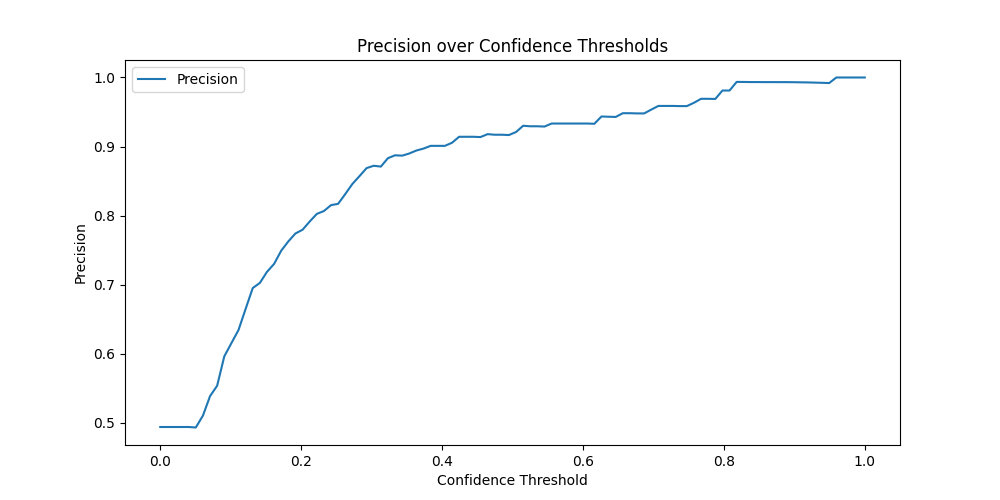 Precision over Confidence Thresholds
Precision
1.0
0.9
0.8
0.7
0.6
0.5
Precision
0.0 0.2 0.4 0.6 0.8 1.0
Confidence Threshold